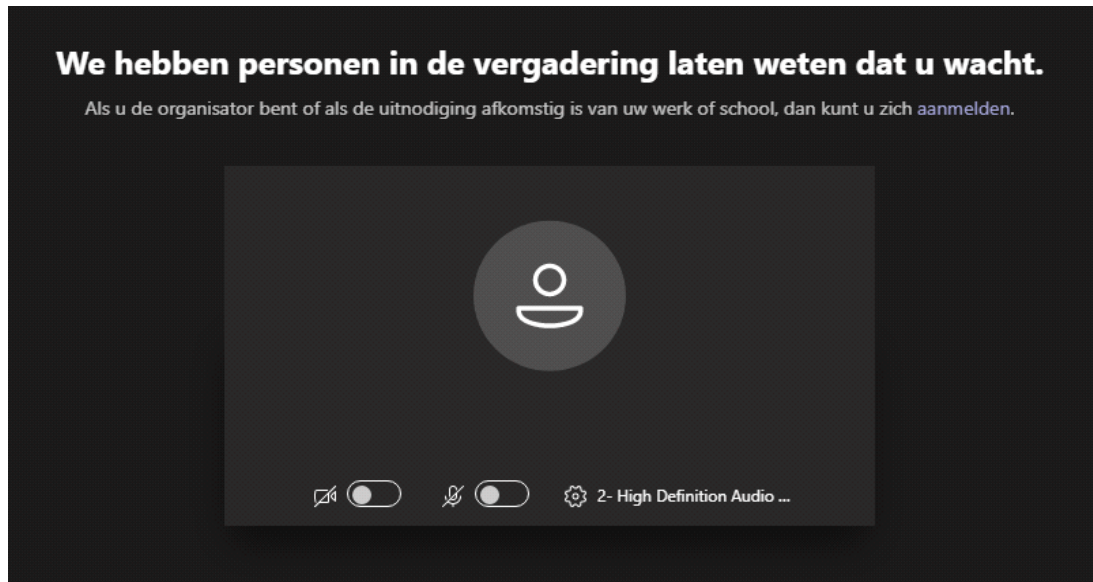 We hebben personen in de vergadering laten weten dat u wacht.
Als u de organisator bent of als de uitnodiging afkomstig is van uw werk of school, dan kunt u zich aanmelden.
2- High Definition Audio ...